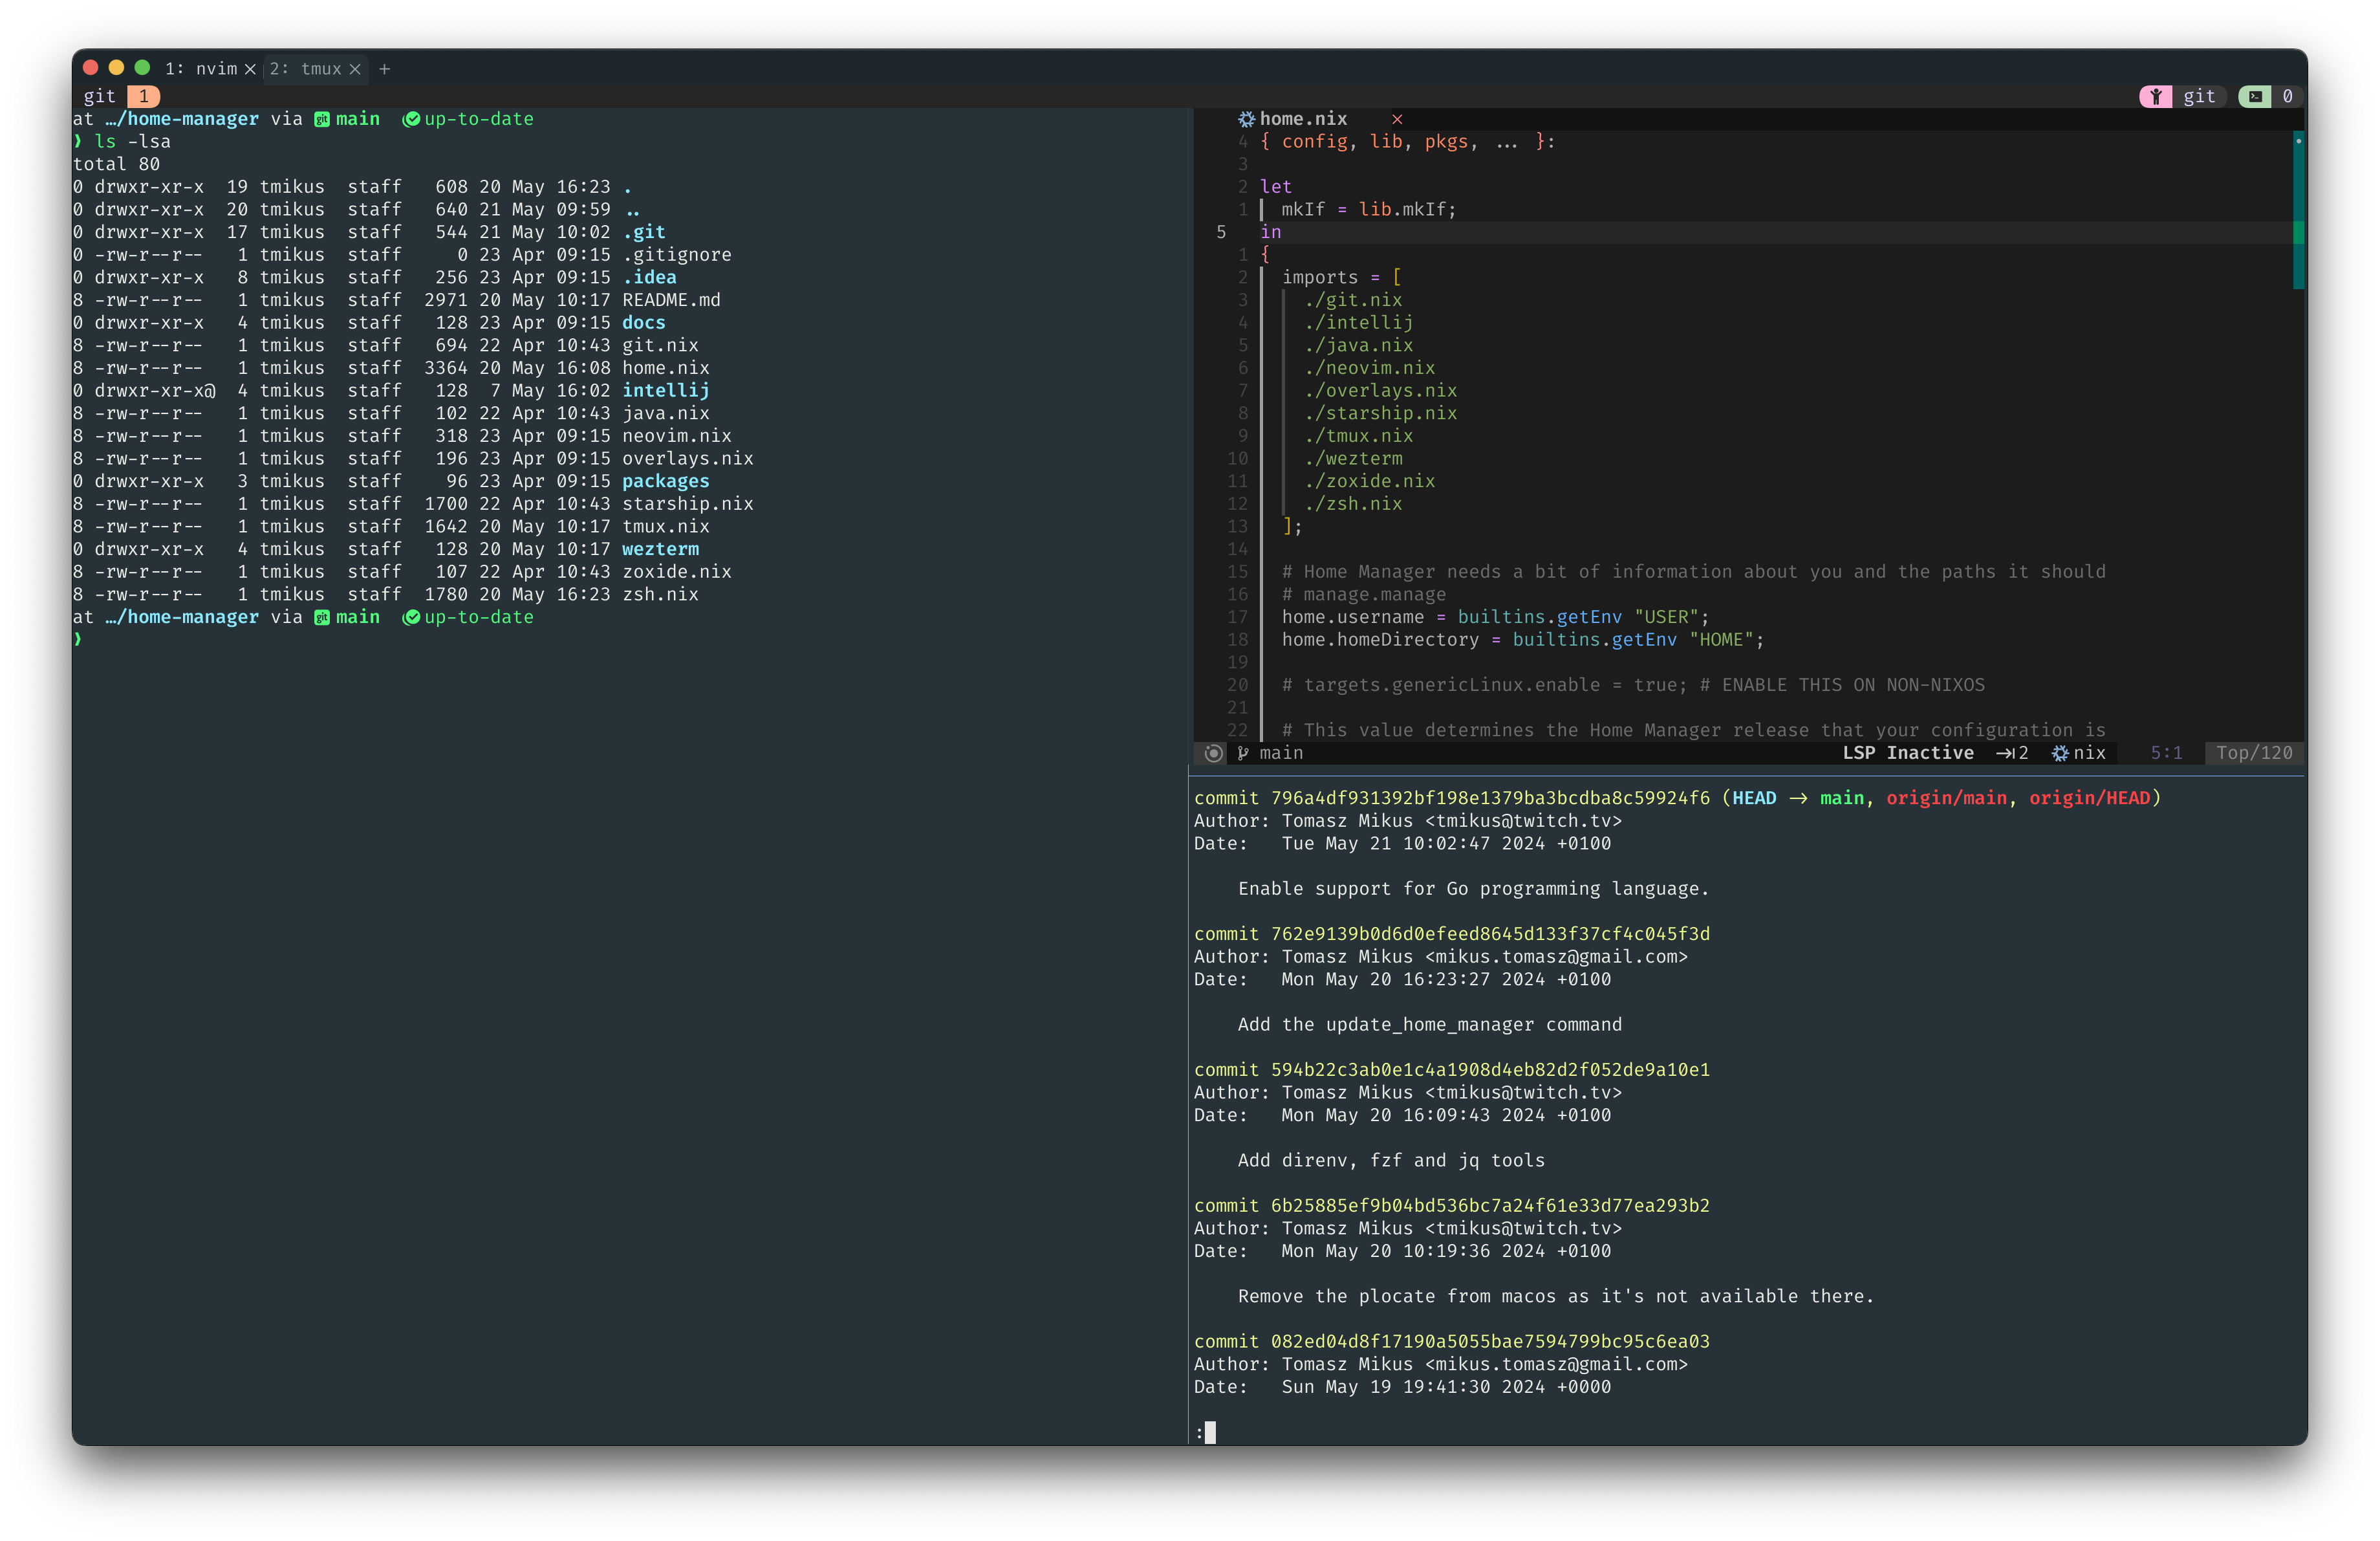 1: nvim × 2: tmux × +
git 1 git 0
at …/home-manager via git main up-to-date
❯ ls -lsa
total 80
0 drwxr-xr-x  19 tmikus  staff   608 20 May 16:23 .
0 drwxr-xr-x  20 tmikus  staff   640 21 May 09:59 ..
0 drwxr-xr-x  17 tmikus  staff   544 21 May 10:02 .git
0 -rw-r--r--   1 tmikus  staff     0 23 Apr 09:15 .gitignore
0 drwxr-xr-x   8 tmikus  staff   256 23 Apr 09:15 .idea
8 -rw-r--r--   1 tmikus  staff  2971 20 May 10:17 README.md
0 drwxr-xr-x   4 tmikus  staff   128 23 Apr 09:15 docs
8 -rw-r--r--   1 tmikus  staff   694 22 Apr 10:43 git.nix
8 -rw-r--r--   1 tmikus  staff  3364 20 May 16:08 home.nix
0 drwxr-xr-x@  4 tmikus  staff   128  7 May 16:02 intellij
8 -rw-r--r--   1 tmikus  staff   102 22 Apr 10:43 java.nix
8 -rw-r--r--   1 tmikus  staff   318 23 Apr 09:15 neovim.nix
8 -rw-r--r--   1 tmikus  staff   196 23 Apr 09:15 overlays.nix
0 drwxr-xr-x   3 tmikus  staff    96 23 Apr 09:15 packages
8 -rw-r--r--   1 tmikus  staff  1700 22 Apr 10:43 starship.nix
8 -rw-r--r--   1 tmikus  staff  1642 20 May 10:17 tmux.nix
0 drwxr-xr-x   4 tmikus  staff   128 20 May 10:17 wezterm
8 -rw-r--r--   1 tmikus  staff   107 22 Apr 10:43 zoxide.nix
8 -rw-r--r--   1 tmikus  staff  1780 20 May 16:23 zsh.nix
at …/home-manager via git main up-to-date
❯
home.nix ×
4 { config, lib, pkgs, ... }:
3
2 let
1   mkIf = lib.mkIf;
5 in
1 {
2   imports = [
3     ./git.nix
4     ./intellij
5     ./java.nix
6     ./neovim.nix
7     ./overlays.nix
8     ./starship.nix
9     ./tmux.nix
10     ./wezterm
11     ./zoxide.nix
12     ./zsh.nix
13   ];
14
15   # Home Manager needs a bit of information about you and the paths it should
16   # manage.manage
17   home.username = builtins.getEnv "USER";
18   home.homeDirectory = builtins.getEnv "HOME";
19
20   # targets.genericLinux.enable = true; # ENABLE THIS ON NON-NIXOS
21
22   # This value determines the Home Manager release that your configuration is
main LSP Inactive →2 nix 5:1 Top/120
commit 796a4df931392bf198e1379ba3bcdba8c59924f6 (HEAD -> main, origin/main, origin/HEAD)
Author: Tomasz Mikus <tmikus@twitch.tv>
Date:   Tue May 21 10:02:47 2024 +0100
    Enable support for Go programming language.
commit 762e9139b0d6d0efeed8645d133f37cf4c045f3d
Author: Tomasz Mikus <mikus.tomasz@gmail.com>
Date:   Mon May 20 16:23:27 2024 +0100
    Add the update_home_manager command
commit 594b22c3ab0e1c4a1908d4eb82d2f052de9a10e1
Author: Tomasz Mikus <tmikus@twitch.tv>
Date:   Mon May 20 16:09:43 2024 +0100
    Add direnv, fzf and jq tools
commit 6b25885ef9b04bd536bc7a24f61e33d77ea293b2
Author: Tomasz Mikus <tmikus@twitch.tv>
Date:   Mon May 20 10:19:36 2024 +0100
    Remove the plocate from macos as it's not available there.
commit 082ed04d8f17190a5055bae7594799bc95c6ea03
Author: Tomasz Mikus <mikus.tomasz@gmail.com>
Date:   Sun May 19 19:41:30 2024 +0000
: